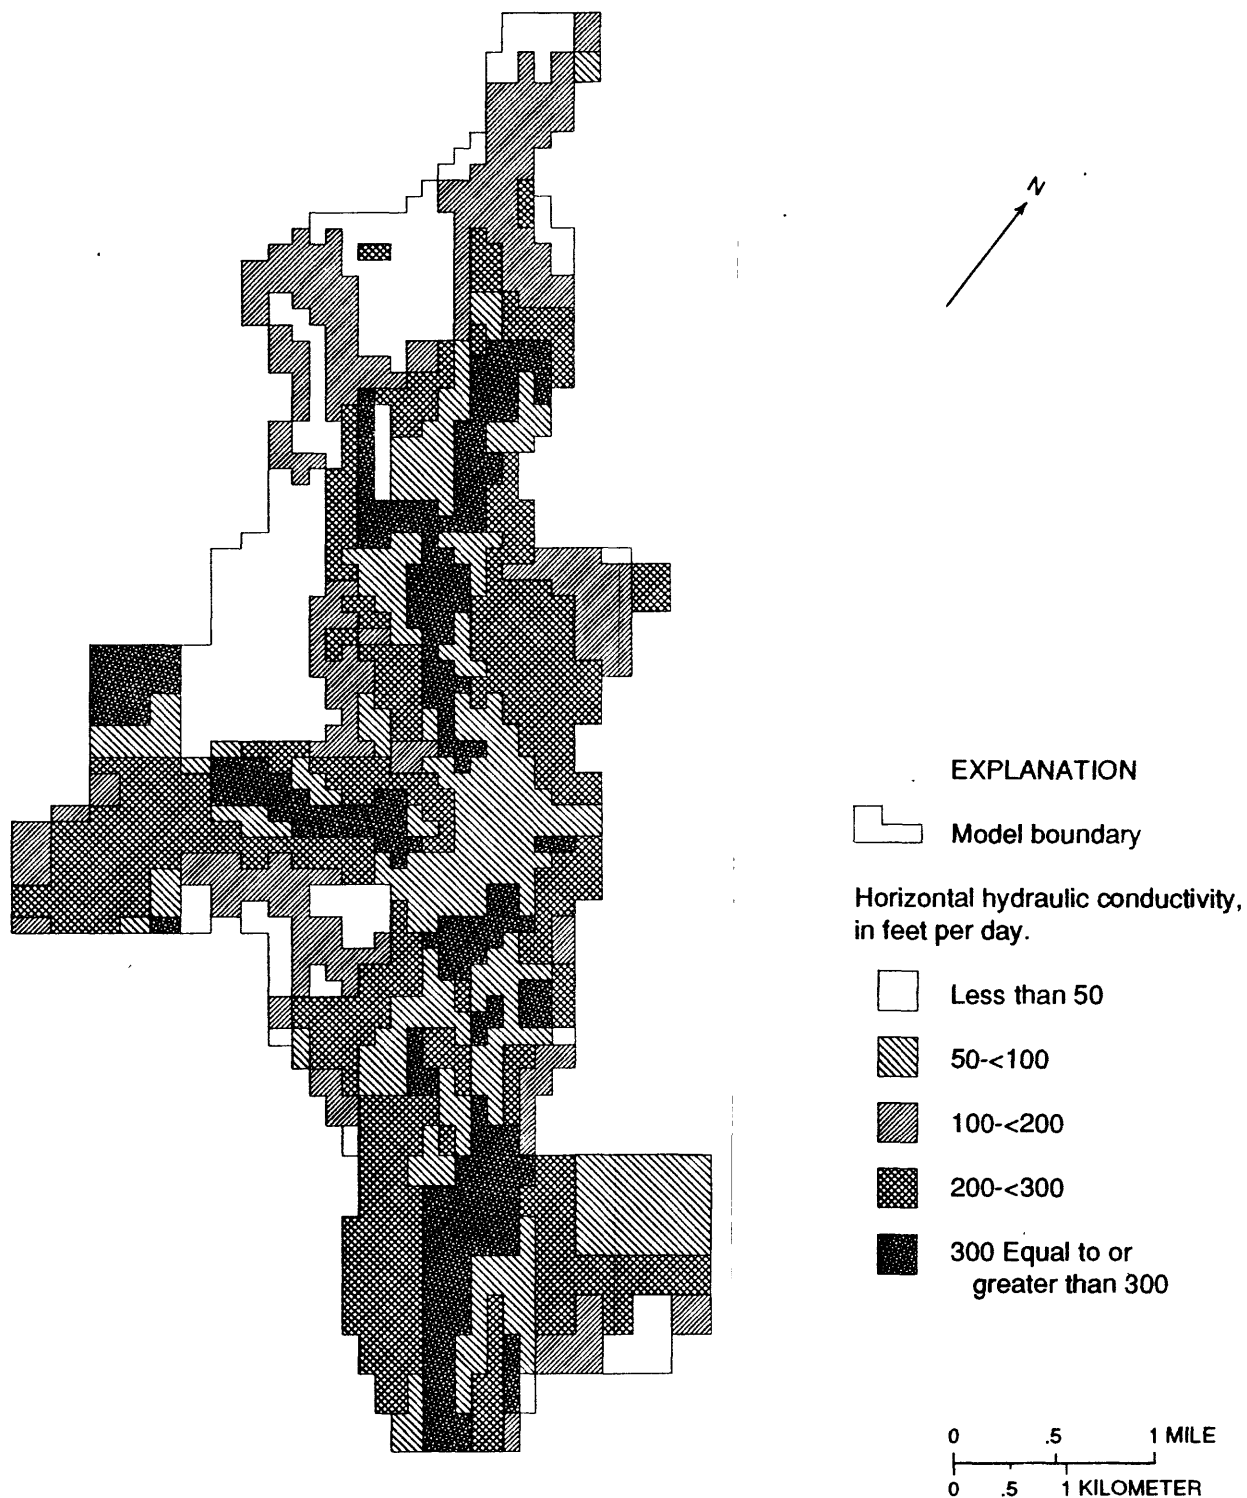 N
EXPLANATION
Model boundary
Horizontal hydraulic conductivity,
in feet per day.
Less than 50
50-<100
100-<200
200-<300
300 Equal to or
greater than 300
0 .5 1 MILE
0 .5 1 KILOMETER